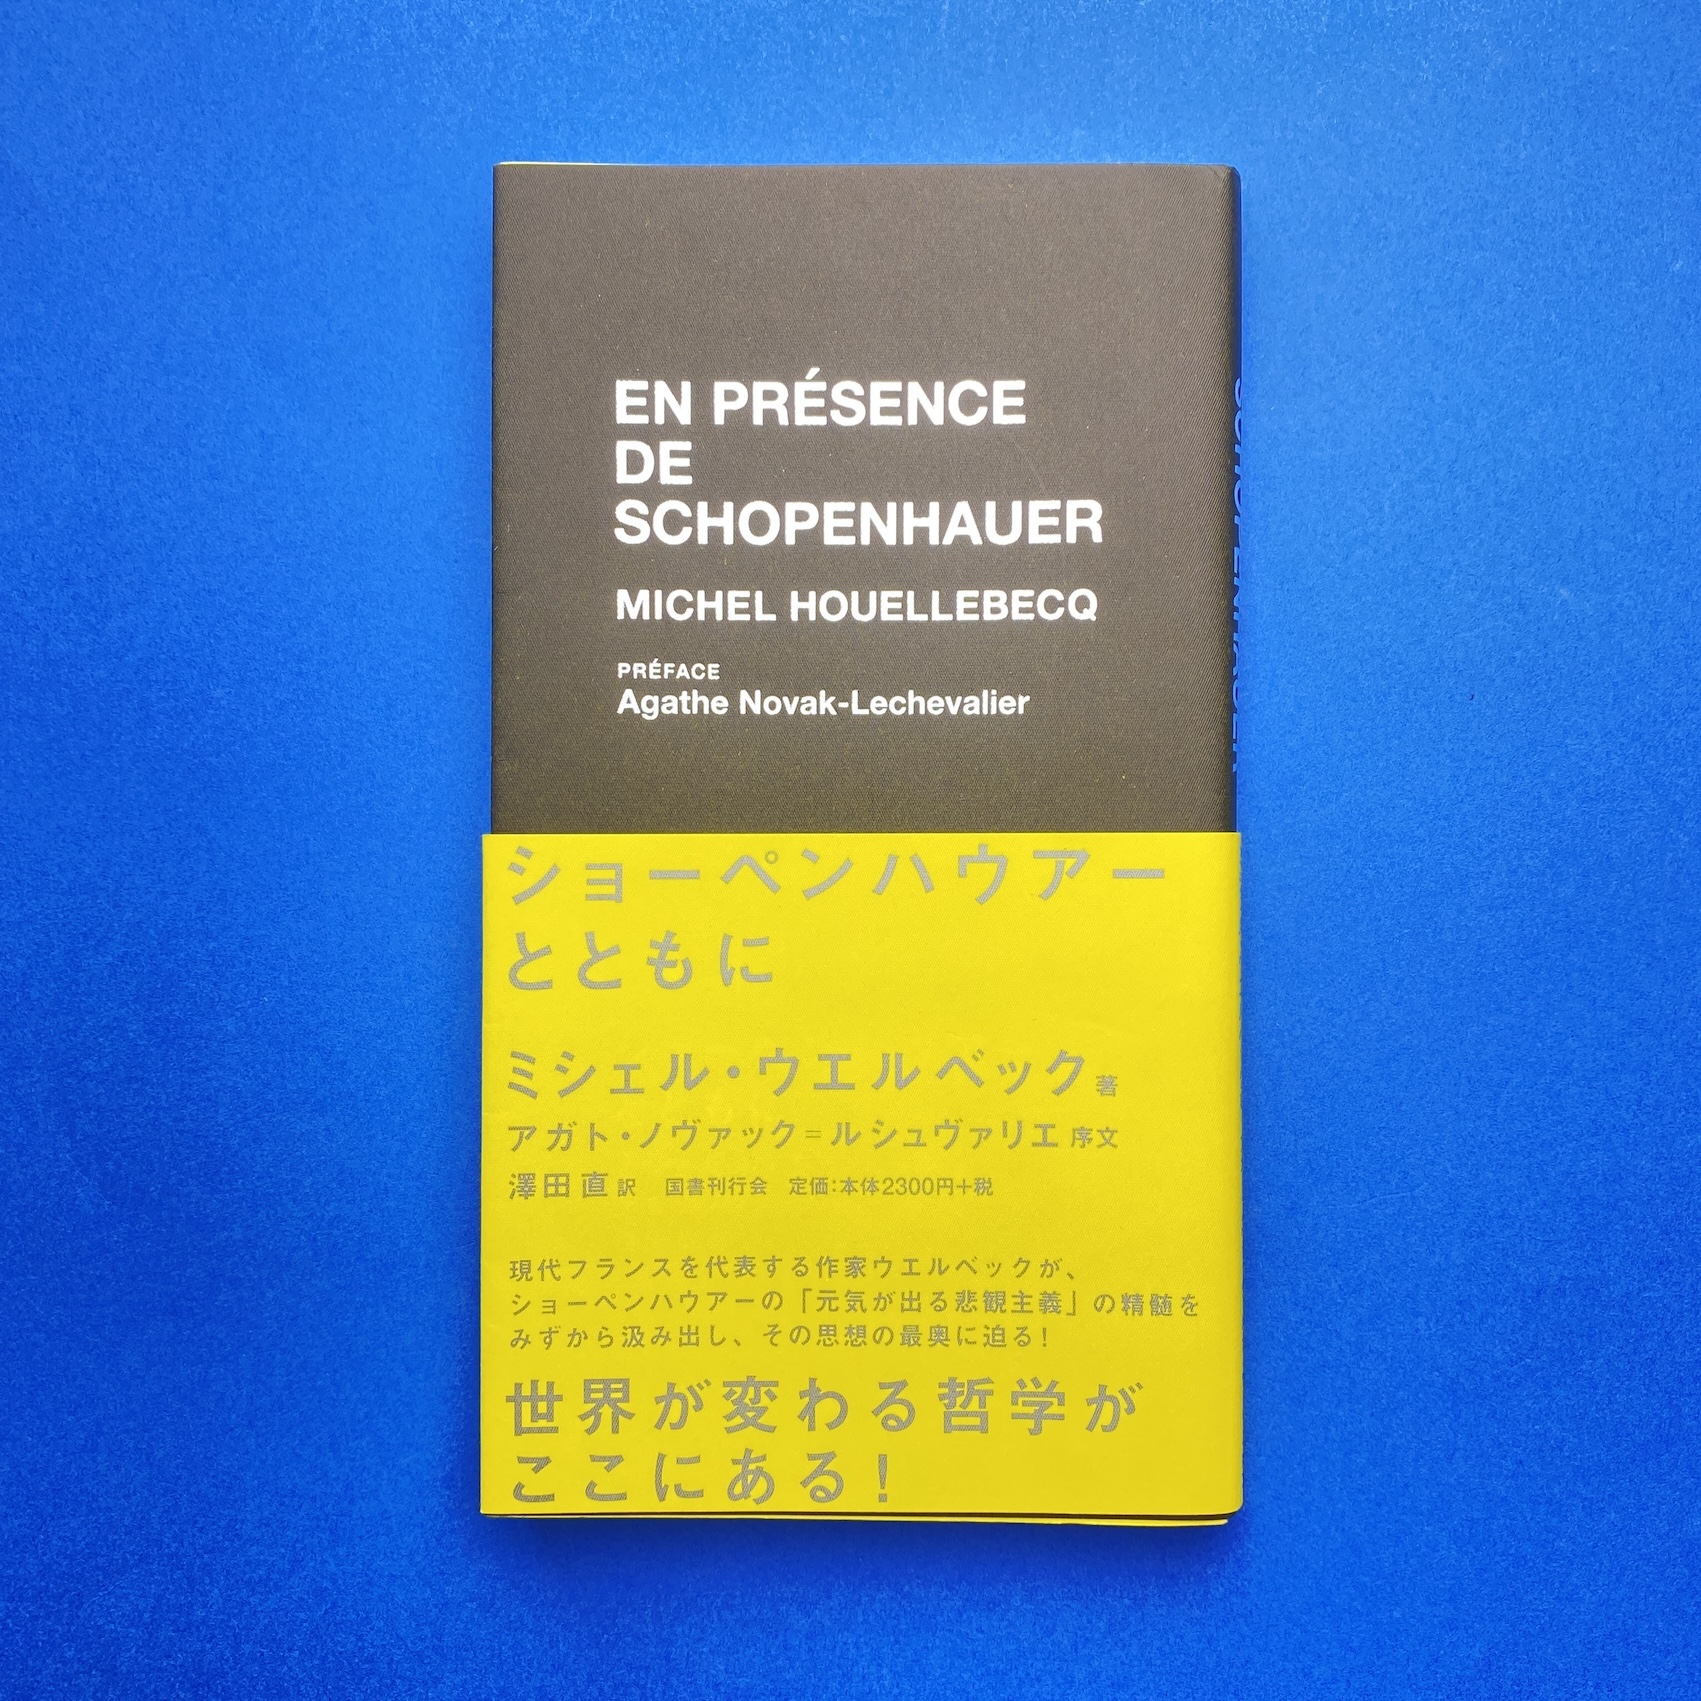 EN PRÉSENCE
DE
SCHOPENHAUER
MICHEL HOUELLEBECQ
PRÉFACE
Agathe Novak-Lechevalier
SCHOPENHAUER
ショーペンハウアー
とともに
ミシェル・ウエルベック 著
アガト・ノヴァック=ルシュヴァリエ 序文
澤田直 訳　国書刊行会　定価:本体2300円+税
現代フランスを代表する作家ウエルベックが、
ショーペンハウアーの「元気が出る悲観主義」の精髄を
みずから汲み出し、その思想の最奥に迫る!
世界が変わる哲学が
ここにある!